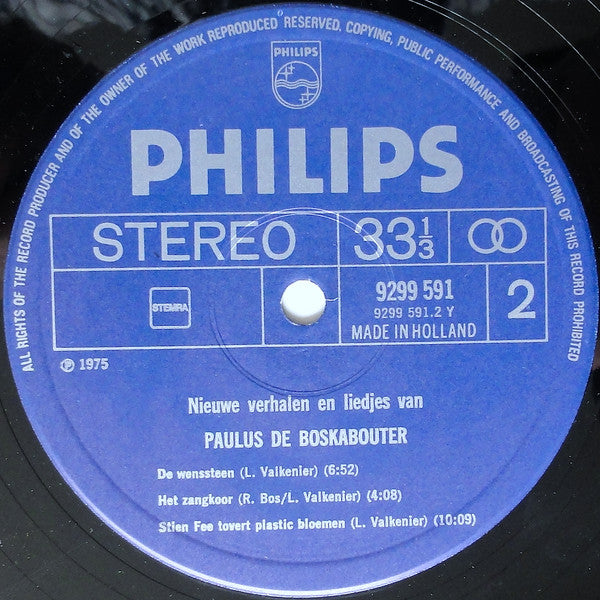 ALL RIGHTS OF THE RECORD PRODUCER AND OF THE OWNER OF THE WORK REPRODUCED RESERVED. COPYING, PUBLIC PERFORMANCE AND BROADCASTING OF THIS RECORD PROHIBITED
PHILIPS
PHILIPS
STEREO
33 1/3
STEMRA
9299 591
9299 591.2 Y
MADE IN HOLLAND
2
Ⓟ 1975
Nieuwe verhalen en liedjes van
PAULUS DE BOSKABOUTER
De wenssteen (L. Valkenier) (6:52)
Het zangkoor (R. Bos/L. Valkenier) (4:08)
Stien Fee tovert plastic bloemen (L. Valkenier) (10:09)